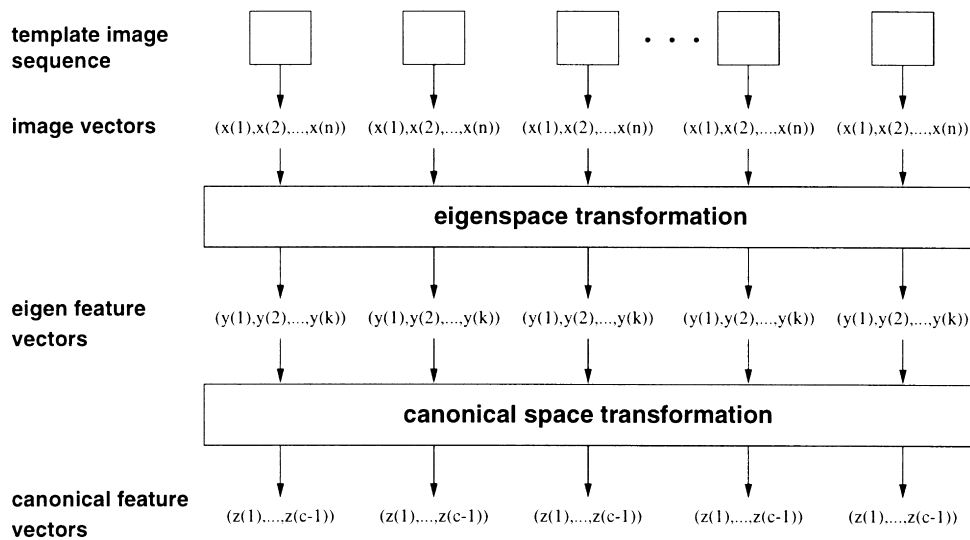 template image
sequence
. . .
image vectors
(x(1),x(2),...,x(n)) (x(1),x(2),...,x(n)) (x(1),x(2),...,x(n)) (x(1),x(2),...x(n)) (x(1),x(2),...,x(n))
eigenspace transformation
eigen feature
vectors
(y(1),y(2),...,y(k)) (y(1),y(2),...,y(k)) (y(1),y(2),...,y(k)) (y(1),y(2),...,y(k)) (y(1),y(2),...,y(k))
canonical space transformation
canonical feature
vectors
(z(1),...,z(c-1)) (z(1),...,z(c-1)) (z(1),...,z(c-1)) (z(1),...,z(c-1)) (z(1),...,z(c-1))